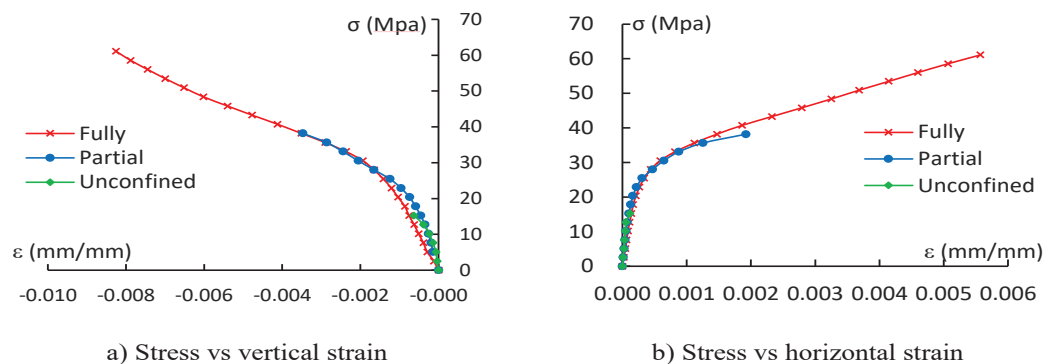 σ (Mpa)
70
60
50
40
30
20
10
0
Fully
Partial
Unconfined
ε (mm/mm)
-0.010 -0.008 -0.006 -0.004 -0.002 -0.000
a) Stress vs vertical strain
σ (Mpa)
70
60
50
40
30
20
10
0
Fully
Partial
Unconfined
ε (mm/mm)
0.000 0.001 0.002 0.003 0.004 0.005 0.006
b) Stress vs horizontal strain